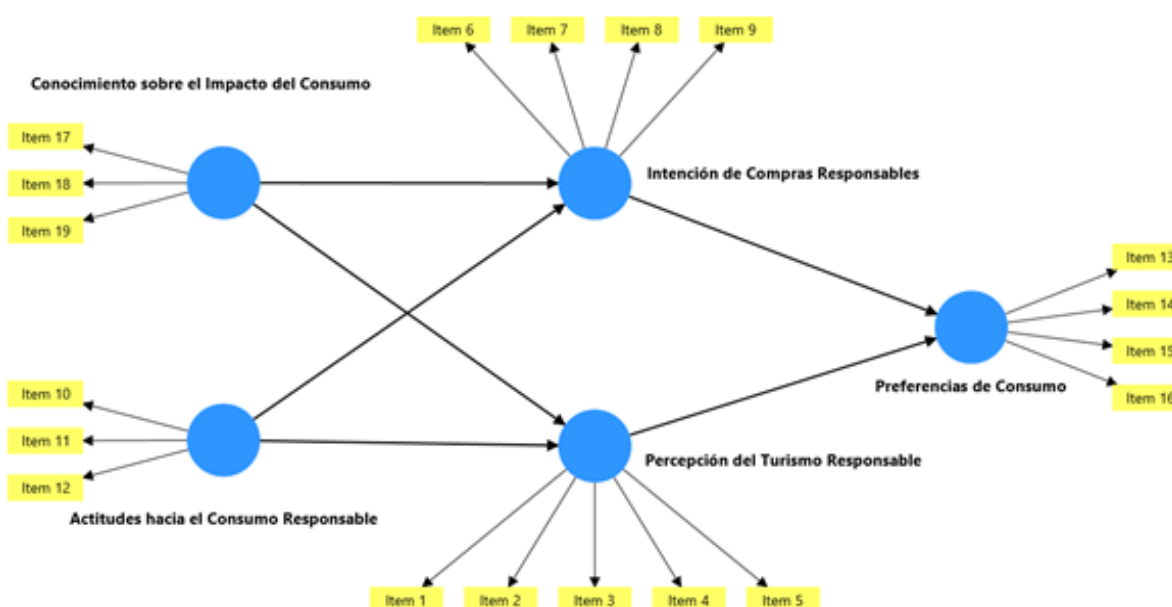 Item 6
Item 7
Item 8
Item 9
Conocimiento sobre el Impacto del Consumo
Item 17
Item 18
Item 19
Intención de Compras Responsables
Item 13
Item 14
Item 15
Item 16
Preferencias de Consumo
Item 10
Item 11
Item 12
Percepción del Turismo Responsable
Actitudes hacia el Consumo Responsable
Item 1
Item 2
Item 3
Item 4
Item 5